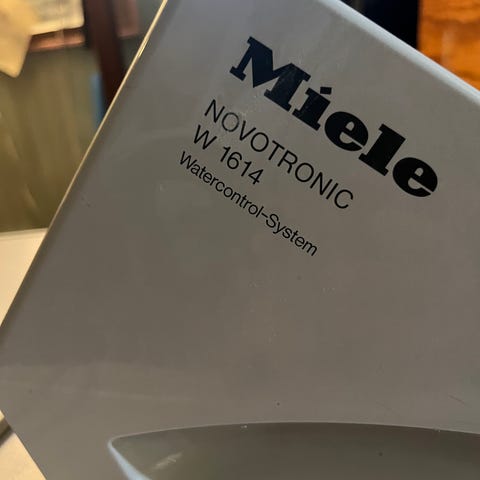 Miele
NOVOTRONIC
W 1614
Watercontrol-System